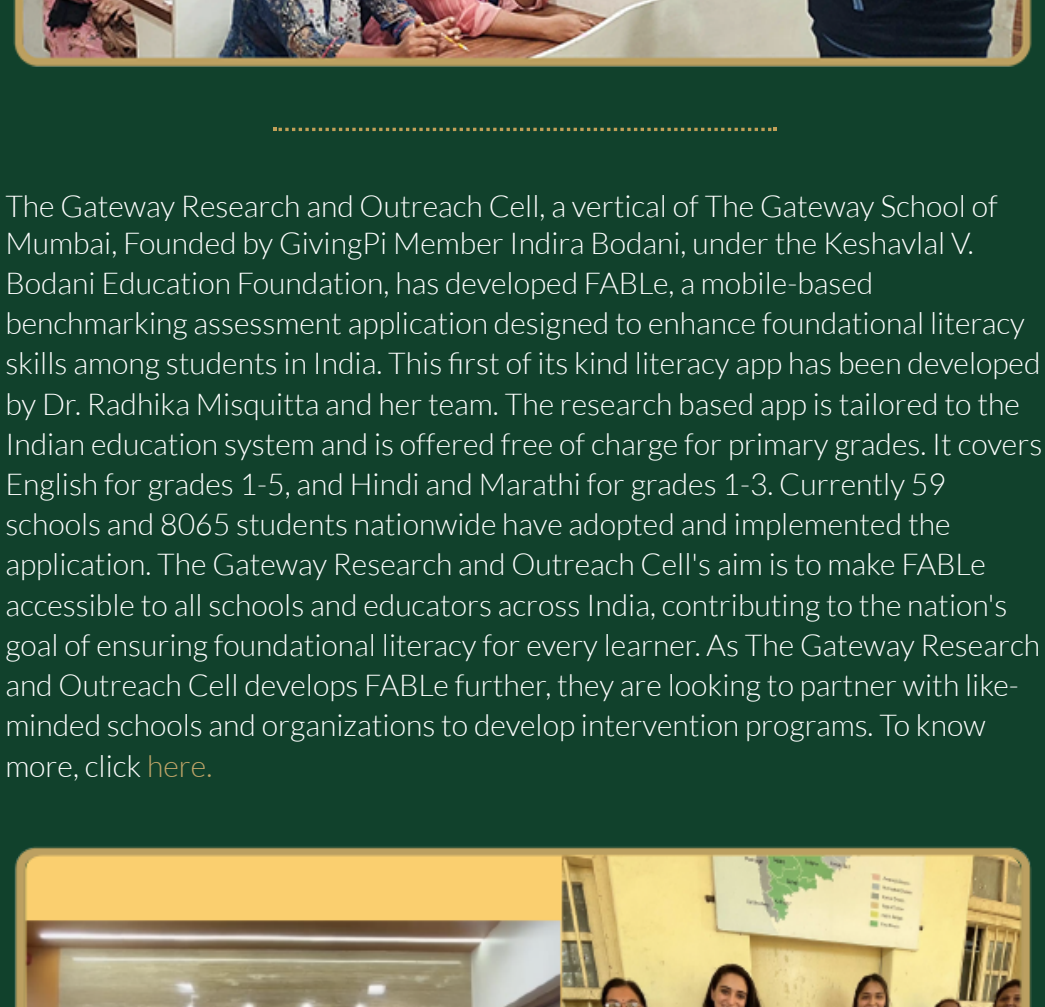 The Gateway Research and Outreach Cell, a vertical of The Gateway School of
Mumbai, Founded by GivingPi Member Indira Bodani, under the Keshavlal V.
Bodani Education Foundation, has developed FABLe, a mobile-based
benchmarking assessment application designed to enhance foundational literacy
skills among students in India. This first of its kind literacy app has been developed
by Dr. Radhika Misquitta and her team. The research based app is tailored to the
Indian education system and is offered free of charge for primary grades. It covers
English for grades 1-5, and Hindi and Marathi for grades 1-3. Currently 59
schools and 8065 students nationwide have adopted and implemented the
application. The Gateway Research and Outreach Cell's aim is to make FABLe
accessible to all schools and educators across India, contributing to the nation's
goal of ensuring foundational literacy for every learner. As The Gateway Research
and Outreach Cell develops FABLe further, they are looking to partner with like-
minded schools and organizations to develop intervention programs. To know
more, click here.